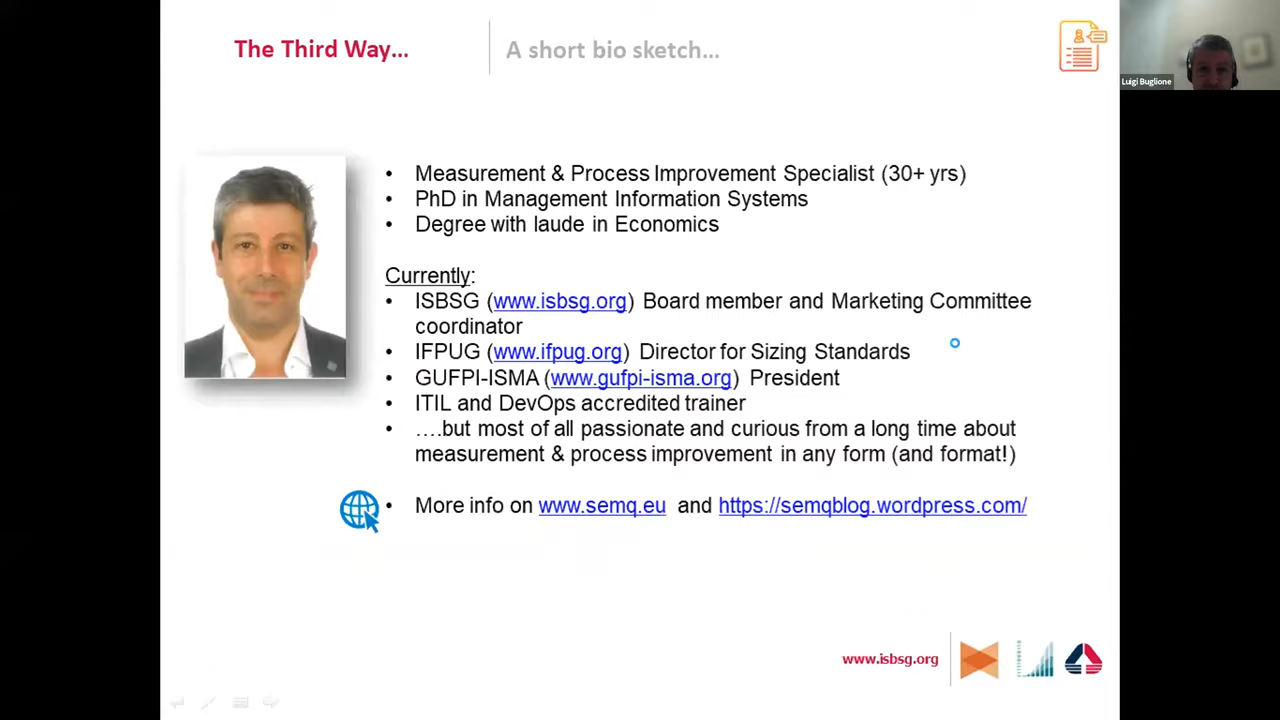 The Third Way...
A short bio sketch...
Luigi Buglione
• Measurement & Process Improvement Specialist (30+ yrs)
• PhD in Management Information Systems
• Degree with laude in Economics
Currently:
• ISBSG (www.isbsg.org) Board member and Marketing Committee
coordinator
• IFPUG (www.ifpug.org) Director for Sizing Standards
• GUFPI-ISMA (www.gufpi-isma.org) President
• ITIL and DevOps accredited trainer
• ….but most of all passionate and curious from a long time about
measurement & process improvement in any form (and format!)
• More info on www.semq.eu and https://semqblog.wordpress.com/
www.isbsg.org